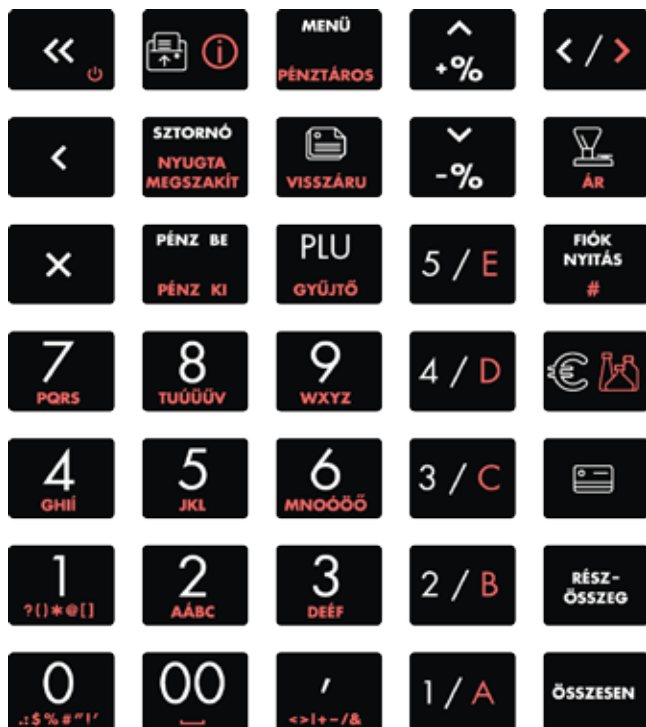 <<
i
MENÜ
PÉNZTÁROS
^
+%
< / >
<
SZTORNÓ
NYUGTA
MEGSZAKÍT
VISSZÁRU
-%
ÁR
×
PÉNZ BE
PÉNZ KI
PLU
GYŰJTŐ
5 / E
FIÓK
NYITÁS
#
7
PQRS
8
TUÚÜŰV
9
WXYZ
4 / D
€
4
GHIÍ
5
JKL
6
MNOÓÖŐ
3 / C
1
?()*@[]
2
AÁBC
3
DEÉF
2 / B
RÉSZ-
ÖSSZEG
0
.:$%#"!'
00
,
<>|+-/&
1 / A
ÖSSZESEN